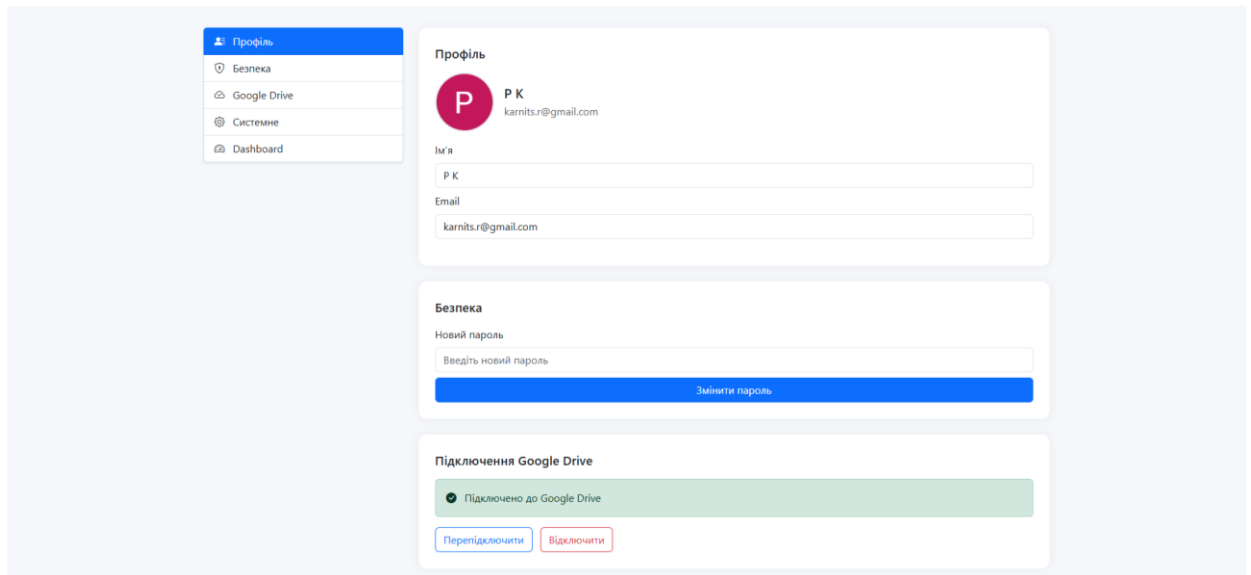 Профіль
Безпека
Google Drive
Системне
Dashboard
Профіль
P
P K
karnits.r@gmail.com
Ім'я
P K
Email
karnits.r@gmail.com
Безпека
Новий пароль
Введіть новий пароль
Змінити пароль
Підключення Google Drive
Підключено до Google Drive
Перепідключити Відключити